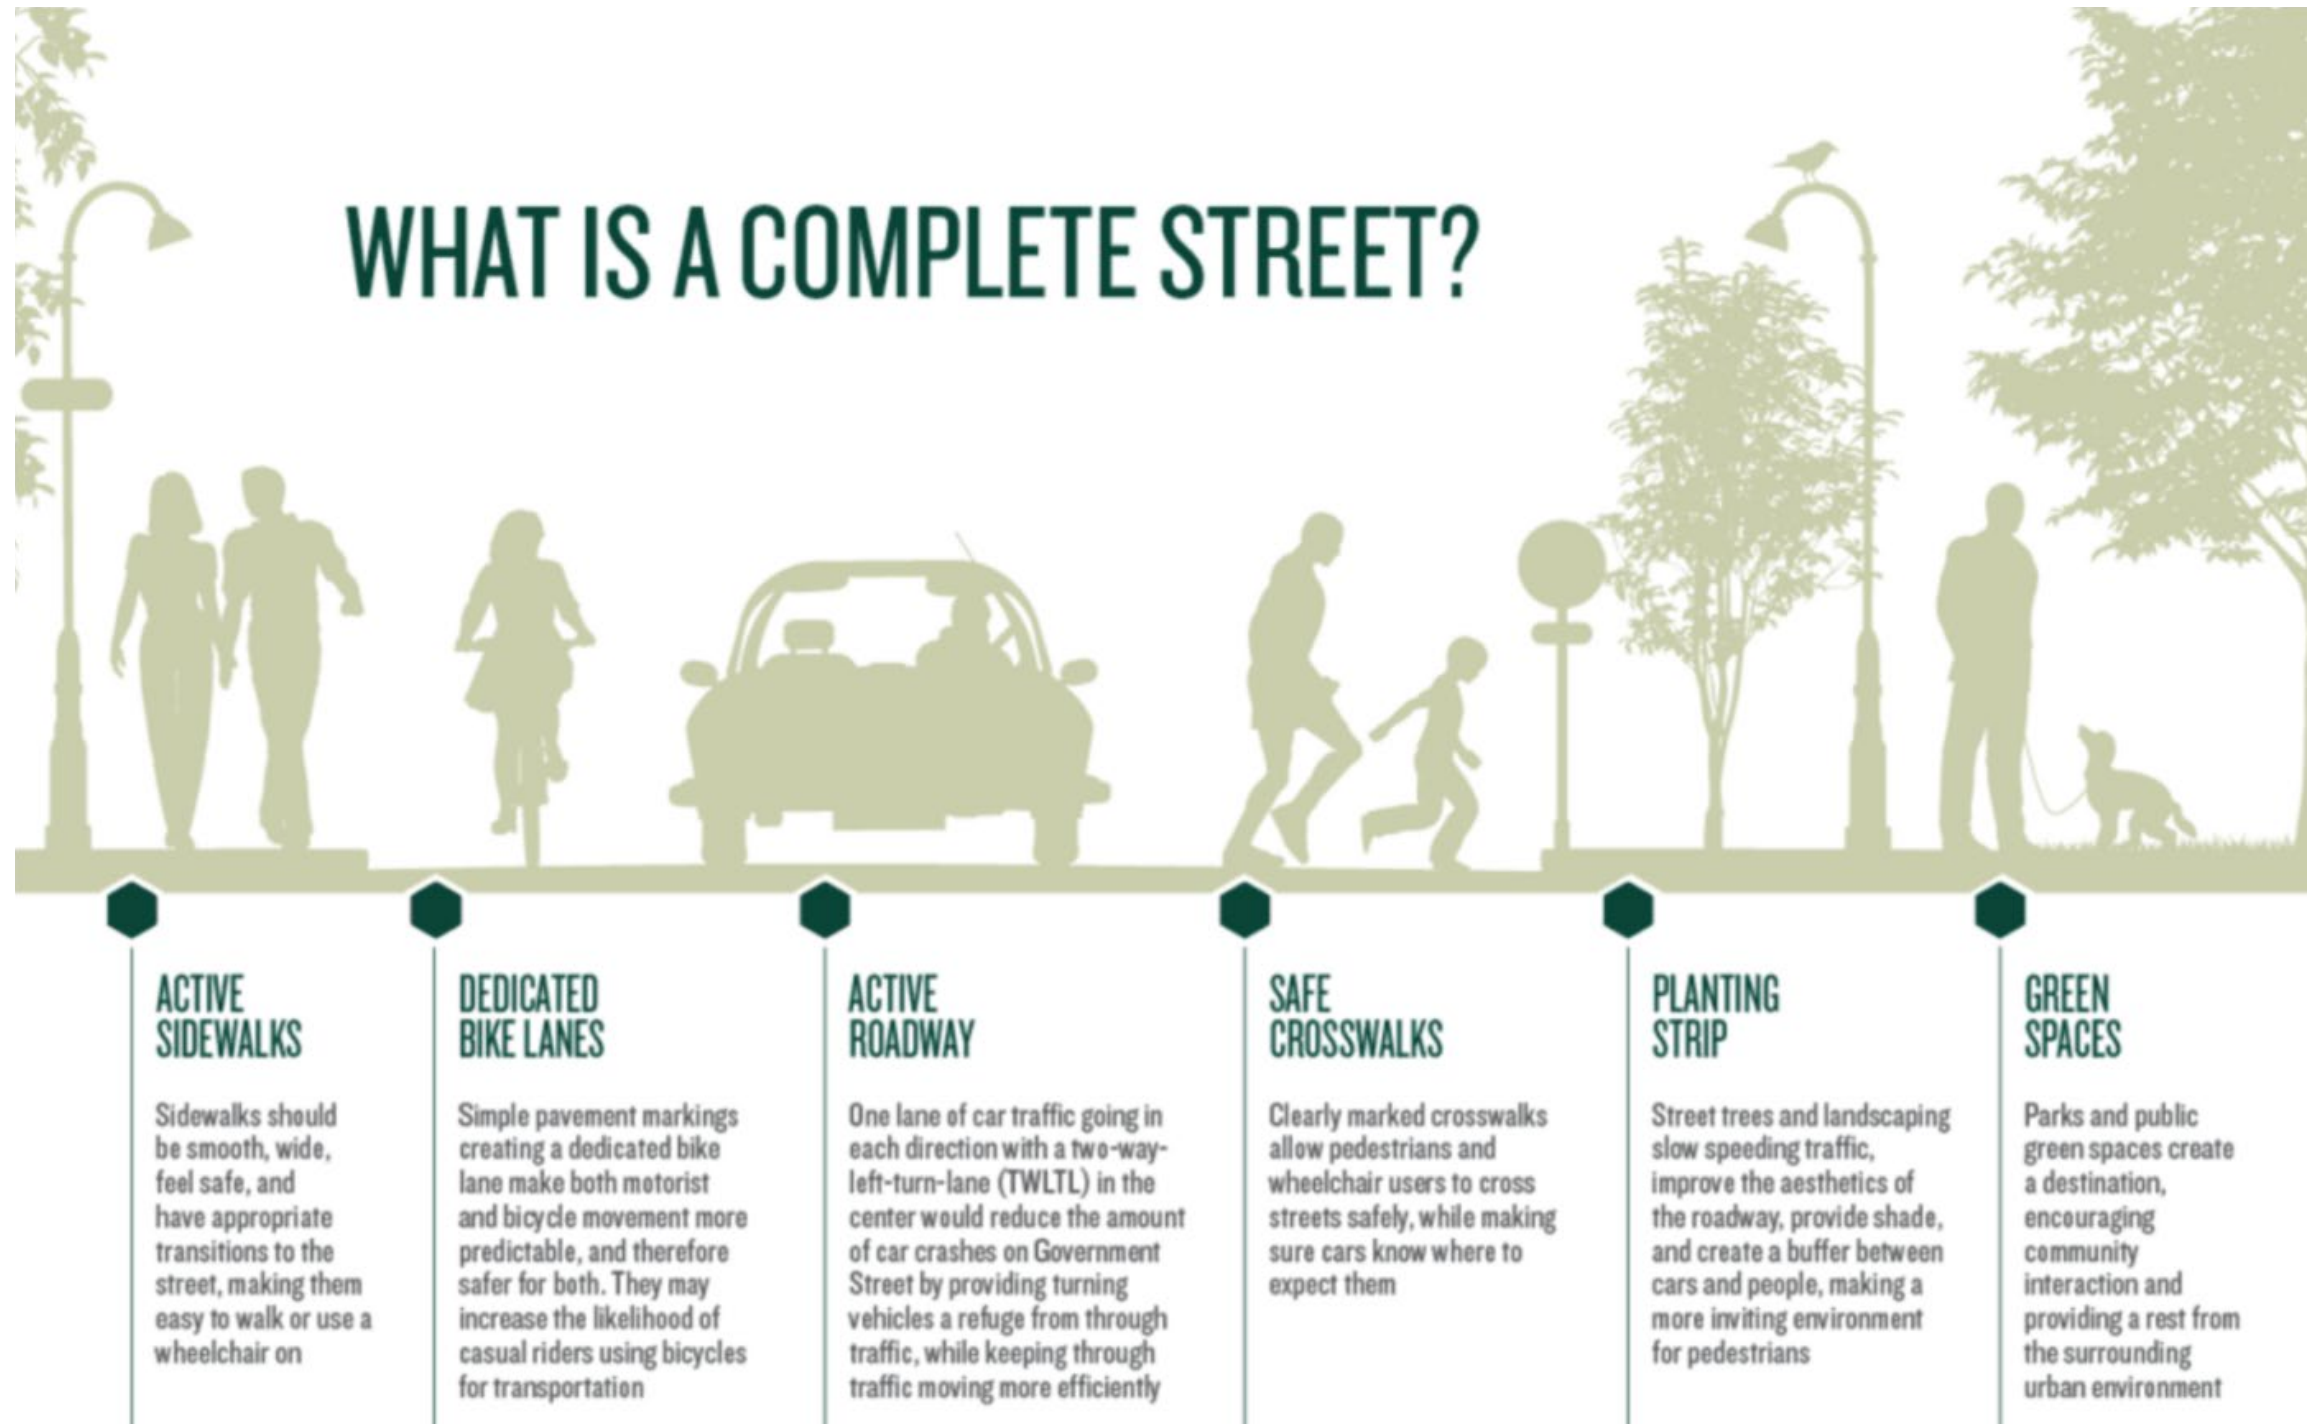 WHAT IS A COMPLETE STREET?
ACTIVE
SIDEWALKS
Sidewalks should
be smooth, wide,
feel safe, and
have appropriate
transitions to the
street, making them
easy to walk or use a
wheelchair on
DEDICATED
BIKE LANES
Simple pavement markings
creating a dedicated bike
lane make both motorist
and bicycle movement more
predictable, and therefore
safer for both. They may
increase the likelihood of
casual riders using bicycles
for transportation
ACTIVE
ROADWAY
One lane of car traffic going in
each direction with a two-way-
left-turn-lane (TWLTL) in the
center would reduce the amount
of car crashes on Government
Street by providing turning
vehicles a refuge from through
traffic, while keeping through
traffic moving more efficiently
SAFE
CROSSWALKS
Clearly marked crosswalks
allow pedestrians and
wheelchair users to cross
streets safely, while making
sure cars know where to
expect them
PLANTING
STRIP
Street trees and landscaping
slow speeding traffic,
improve the aesthetics of
the roadway, provide shade,
and create a buffer between
cars and people, making a
more inviting environment
for pedestrians
GREEN
SPACES
Parks and public
green spaces create
a destination,
encouraging
community
interaction and
providing a rest from
the surrounding
urban environment